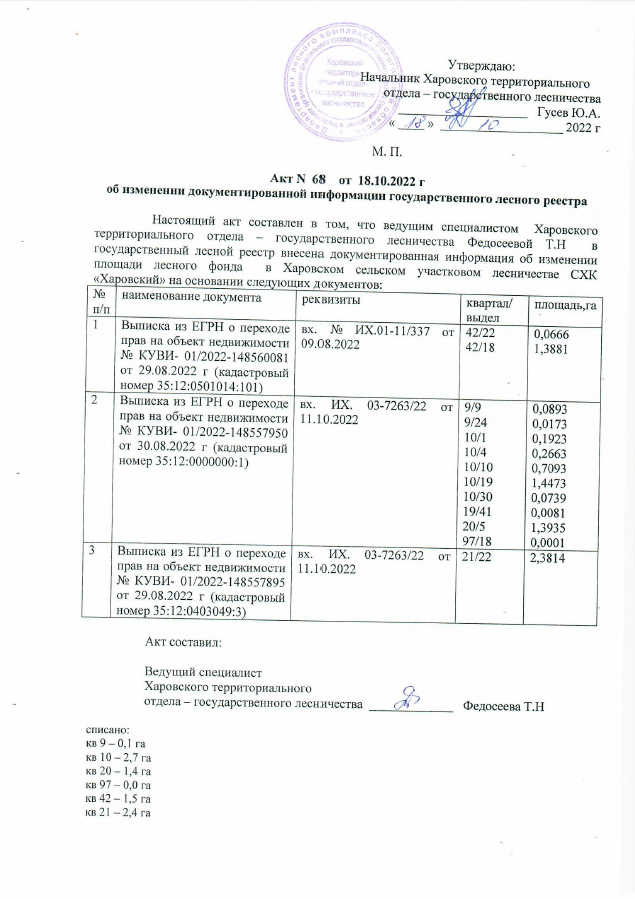 Утверждаю:
Начальник Харовского территориального
отдела – государственного лесничества
Гусев Ю.А.
« 18 » 10 2022 г
М. П.
Акт N 68 от 18.10.2022 г
об изменении документированной информации государственного лесного реестра
Настоящий акт составлен в том, что ведущим специалистом Харовского
территориального отдела – государственного лесничества Федосеевой Т.Н в
государственный лесной реестр внесена документированная информация об изменении
площади лесного фонда в Харовском сельском участковом лесничестве СХК
«Харовский» на основании следующих документов:
№ п/п наименование документа реквизиты квартал/ выдел площадь,га
1 Выписка из ЕГРН о переходе вх. № ИХ.01-11/337 от 42/22 0,0666
прав на объект недвижимости 09.08.2022 42/18 1,3881
№ КУВИ- 01/2022-148560081
от 29.08.2022 г (кадастровый
номер 35:12:0501014:101)
2 Выписка из ЕГРН о переходе вх. ИХ. 03-7263/22 от 9/9 0,0893
прав на объект недвижимости 11.10.2022 9/24 0,0173
№ КУВИ- 01/2022-148557950 10/1 0,1923
от 30.08.2022 г (кадастровый 10/4 0,2663
номер 35:12:0000000:1) 10/10 0,7093
10/19 1,4473
10/30 0,0739
19/41 0,0081
20/5 1,3935
97/18 0,0001
3 Выписка из ЕГРН о переходе вх. ИХ. 03-7263/22 от 21/22 2,3814
прав на объект недвижимости 11.10.2022
№ КУВИ- 01/2022-148557895
от 29.08.2022 г (кадастровый
номер 35:12:0403049:3)
Акт составил:
Ведущий специалист
Харовского территориального
отдела – государственного лесничества Федосеева Т.Н
списано:
кв 9 – 0,1 га
кв 10 – 2,7 га
кв 20 – 1,4 га
кв 97 – 0,0 га
кв 42 – 1,5 га
кв 21 – 2,4 га